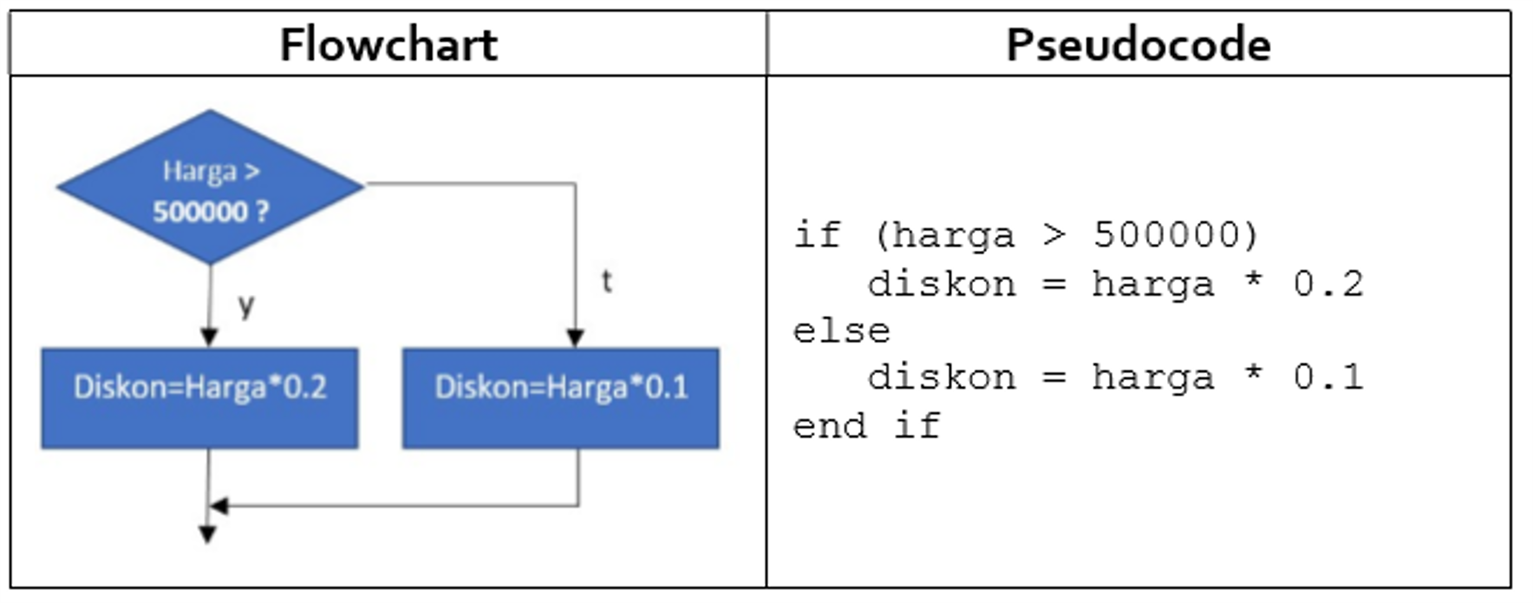 Flowchart
Pseudocode
Harga >
500000 ?
y
t
Diskon=Harga*0.2
Diskon=Harga*0.1
if (harga > 500000)
diskon = harga * 0.2
else
diskon = harga * 0.1
end if